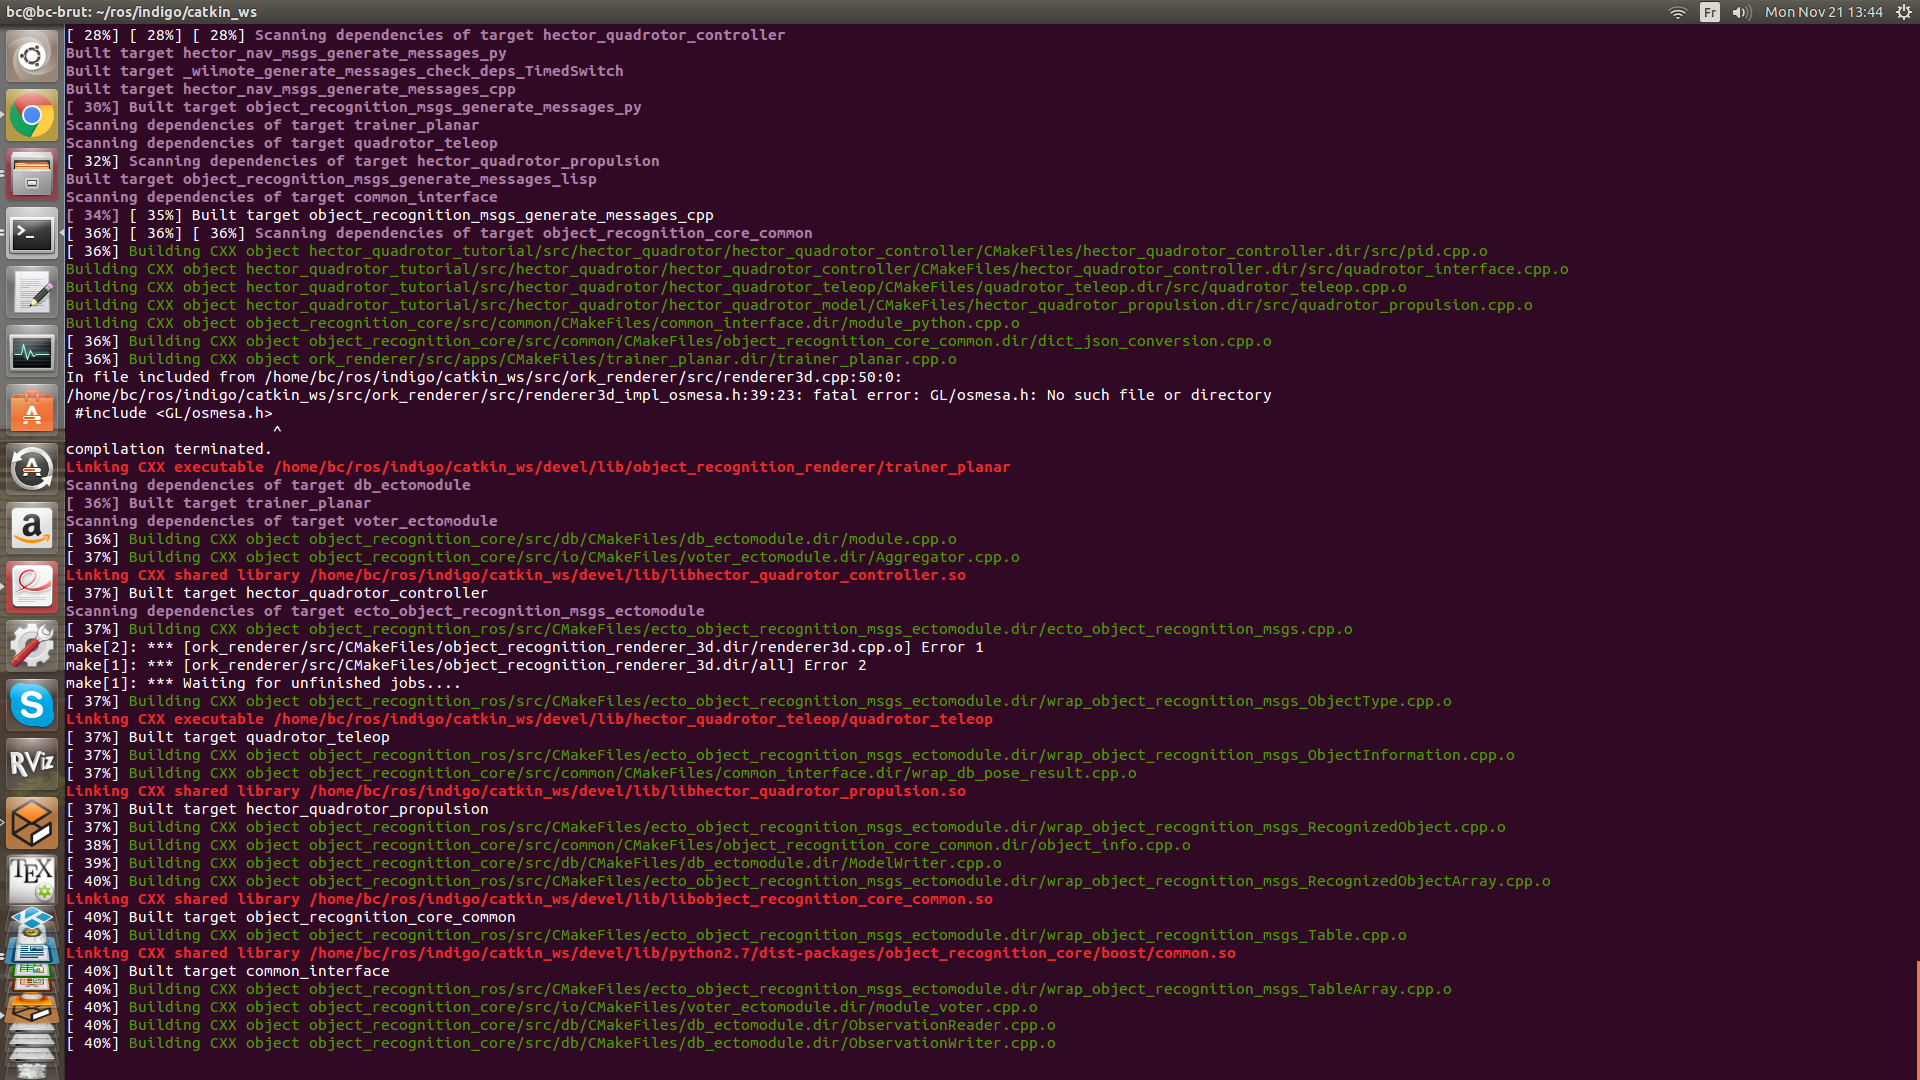 bc@bc-brut: ~/ros/indigo/catkin_ws
Fr
Mon Nov 21 13:44
[ 28%] [ 28%] [ 28%] Scanning dependencies of target hector_quadrotor_controller
Built target hector_nav_msgs_generate_messages_py
Built target _wiimote_generate_messages_check_deps_TimedSwitch
Built target hector_nav_msgs_generate_messages_cpp
[ 30%] Built target object_recognition_msgs_generate_messages_py
Scanning dependencies of target trainer_planar
Scanning dependencies of target quadrotor_teleop
[ 32%] Scanning dependencies of target hector_quadrotor_propulsion
Built target object_recognition_msgs_generate_messages_lisp
Scanning dependencies of target common_interface
[ 34%] [ 35%] Built target object_recognition_msgs_generate_messages_cpp
[ 36%] [ 36%] [ 36%] Scanning dependencies of target object_recognition_core_common
[ 36%] Building CXX object hector_quadrotor_tutorial/src/hector_quadrotor/hector_quadrotor_controller/CMakeFiles/hector_quadrotor_controller.dir/src/pid.cpp.o
Building CXX object hector_quadrotor_tutorial/src/hector_quadrotor/hector_quadrotor_controller/CMakeFiles/hector_quadrotor_controller.dir/src/quadrotor_interface.cpp.o
Building CXX object hector_quadrotor_tutorial/src/hector_quadrotor/hector_quadrotor_teleop/CMakeFiles/quadrotor_teleop.dir/src/quadrotor_teleop.cpp.o
Building CXX object hector_quadrotor_tutorial/src/hector_quadrotor/hector_quadrotor_model/CMakeFiles/hector_quadrotor_propulsion.dir/src/quadrotor_propulsion.cpp.o
Building CXX object object_recognition_core/src/common/CMakeFiles/common_interface.dir/module_python.cpp.o
[ 36%] Building CXX object object_recognition_core/src/common/CMakeFiles/object_recognition_core_common.dir/dict_json_conversion.cpp.o
[ 36%] Building CXX object ork_renderer/src/apps/CMakeFiles/trainer_planar.dir/trainer_planar.cpp.o
In file included from /home/bc/ros/indigo/catkin_ws/src/ork_renderer/src/renderer3d.cpp:50:0:
/home/bc/ros/indigo/catkin_ws/src/ork_renderer/src/renderer3d_impl_osmesa.h:39:23: fatal error: GL/osmesa.h: No such file or directory
 #include <GL/osmesa.h>
                       ^
compilation terminated.
Linking CXX executable /home/bc/ros/indigo/catkin_ws/devel/lib/object_recognition_renderer/trainer_planar
Scanning dependencies of target db_ectomodule
[ 36%] Built target trainer_planar
Scanning dependencies of target voter_ectomodule
[ 36%] Building CXX object object_recognition_core/src/db/CMakeFiles/db_ectomodule.dir/module.cpp.o
[ 37%] Building CXX object object_recognition_core/src/io/CMakeFiles/voter_ectomodule.dir/Aggregator.cpp.o
Linking CXX shared library /home/bc/ros/indigo/catkin_ws/devel/lib/libhector_quadrotor_controller.so
[ 37%] Built target hector_quadrotor_controller
Scanning dependencies of target ecto_object_recognition_msgs_ectomodule
[ 37%] Building CXX object object_recognition_ros/src/CMakeFiles/ecto_object_recognition_msgs_ectomodule.dir/ecto_object_recognition_msgs.cpp.o
make[2]: *** [ork_renderer/src/CMakeFiles/object_recognition_renderer_3d.dir/renderer3d.cpp.o] Error 1
make[1]: *** [ork_renderer/src/CMakeFiles/object_recognition_renderer_3d.dir/all] Error 2
make[1]: *** Waiting for unfinished jobs....
[ 37%] Building CXX object object_recognition_ros/src/CMakeFiles/ecto_object_recognition_msgs_ectomodule.dir/wrap_object_recognition_msgs_ObjectType.cpp.o
Linking CXX executable /home/bc/ros/indigo/catkin_ws/devel/lib/hector_quadrotor_teleop/quadrotor_teleop
[ 37%] Built target quadrotor_teleop
[ 37%] Building CXX object object_recognition_ros/src/CMakeFiles/ecto_object_recognition_msgs_ectomodule.dir/wrap_object_recognition_msgs_ObjectInformation.cpp.o
[ 37%] Building CXX object object_recognition_core/src/common/CMakeFiles/common_interface.dir/wrap_db_pose_result.cpp.o
Linking CXX shared library /home/bc/ros/indigo/catkin_ws/devel/lib/libhector_quadrotor_propulsion.so
[ 37%] Built target hector_quadrotor_propulsion
[ 37%] Building CXX object object_recognition_ros/src/CMakeFiles/ecto_object_recognition_msgs_ectomodule.dir/wrap_object_recognition_msgs_RecognizedObject.cpp.o
[ 38%] Building CXX object object_recognition_core/src/common/CMakeFiles/object_recognition_core_common.dir/object_info.cpp.o
[ 39%] Building CXX object object_recognition_core/src/db/CMakeFiles/db_ectomodule.dir/ModelWriter.cpp.o
[ 40%] Building CXX object object_recognition_ros/src/CMakeFiles/ecto_object_recognition_msgs_ectomodule.dir/wrap_object_recognition_msgs_RecognizedObjectArray.cpp.o
Linking CXX shared library /home/bc/ros/indigo/catkin_ws/devel/lib/libobject_recognition_core_common.so
[ 40%] Built target object_recognition_core_common
[ 40%] Building CXX object object_recognition_ros/src/CMakeFiles/ecto_object_recognition_msgs_ectomodule.dir/wrap_object_recognition_msgs_Table.cpp.o
Linking CXX shared library /home/bc/ros/indigo/catkin_ws/devel/lib/python2.7/dist-packages/object_recognition_core/boost/common.so
[ 40%] Built target common_interface
[ 40%] Building CXX object object_recognition_ros/src/CMakeFiles/ecto_object_recognition_msgs_ectomodule.dir/wrap_object_recognition_msgs_TableArray.cpp.o
[ 40%] Building CXX object object_recognition_core/src/io/CMakeFiles/voter_ectomodule.dir/module_voter.cpp.o
[ 40%] Building CXX object object_recognition_core/src/db/CMakeFiles/db_ectomodule.dir/ObservationReader.cpp.o
[ 40%] Building CXX object object_recognition_core/src/db/CMakeFiles/db_ectomodule.dir/ObservationWriter.cpp.o
a
S
RViz
TEX